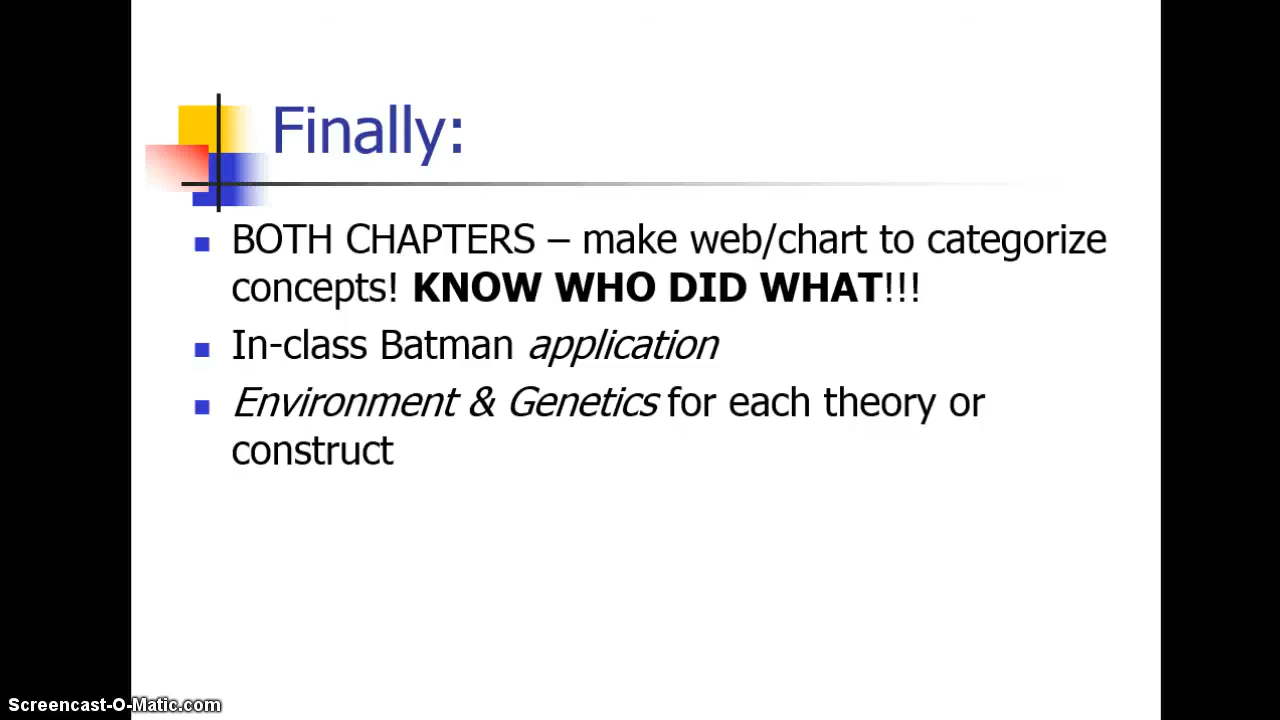 Finally:
BOTH CHAPTERS – make web/chart to categorize
concepts! KNOW WHO DID WHAT!!!
In-class Batman application
Environment & Genetics for each theory or
construct
Screencast-O-Matic.com